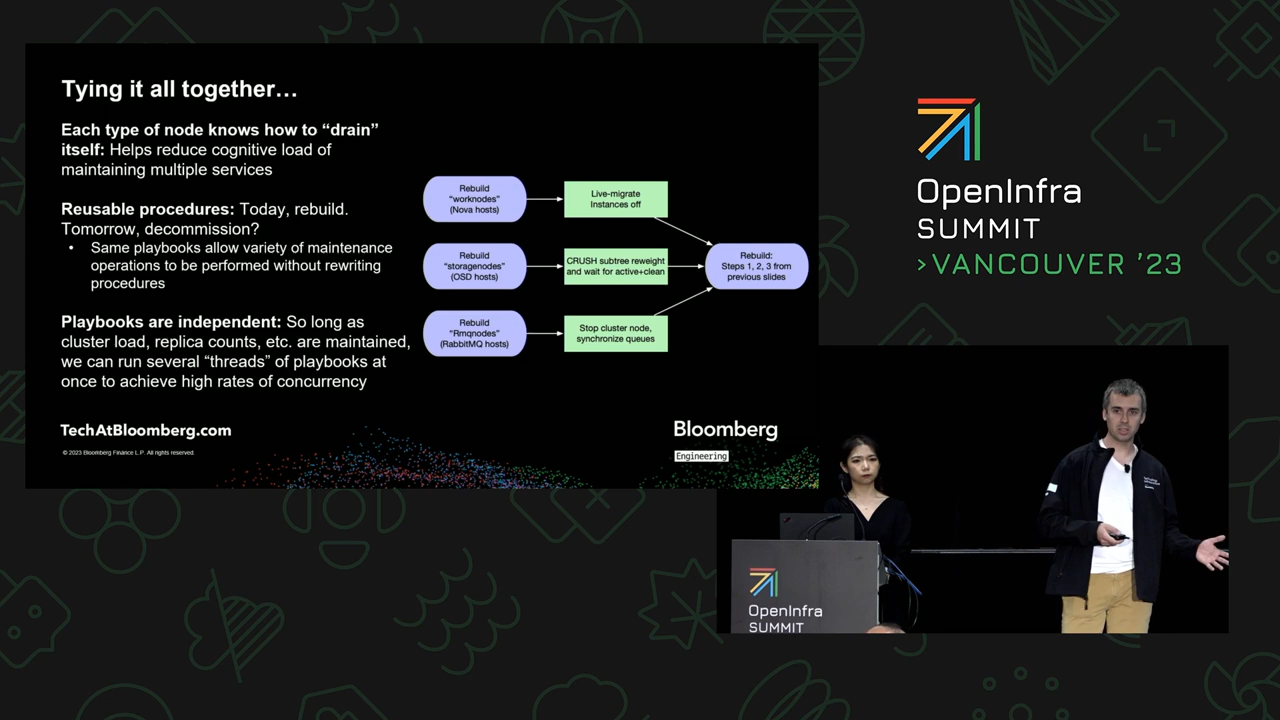 Tying it all together…
Each type of node knows how to “drain”
itself: Helps reduce cognitive load of
maintaining multiple services
Reusable procedures: Today, rebuild.
Tomorrow, decommission?
• Same playbooks allow variety of maintenance
operations to be performed without rewriting
procedures
Playbooks are independent: So long as
cluster load, replica counts, etc. are maintained,
we can run several “threads” of playbooks at
once to achieve high rates of concurrency
Rebuild
“worknodes”
(Nova hosts)
Live-migrate
Instances off
Rebuild
“storagenodes”
(OSD hosts)
CRUSH subtree reweight
and wait for active+clean
Rebuild:
Steps 1, 2, 3 from
previous slides
Rebuild
“Rmqnodes”
(RabbitMQ hosts)
Stop cluster node,
synchronize queues
TechAtBloomberg.com
© 2023 Bloomberg Finance L.P. All rights reserved.
Bloomberg
Engineering
OpenInfra
SUMMIT
>VANCOUVER ’23
OpenInfra
SUMMIT